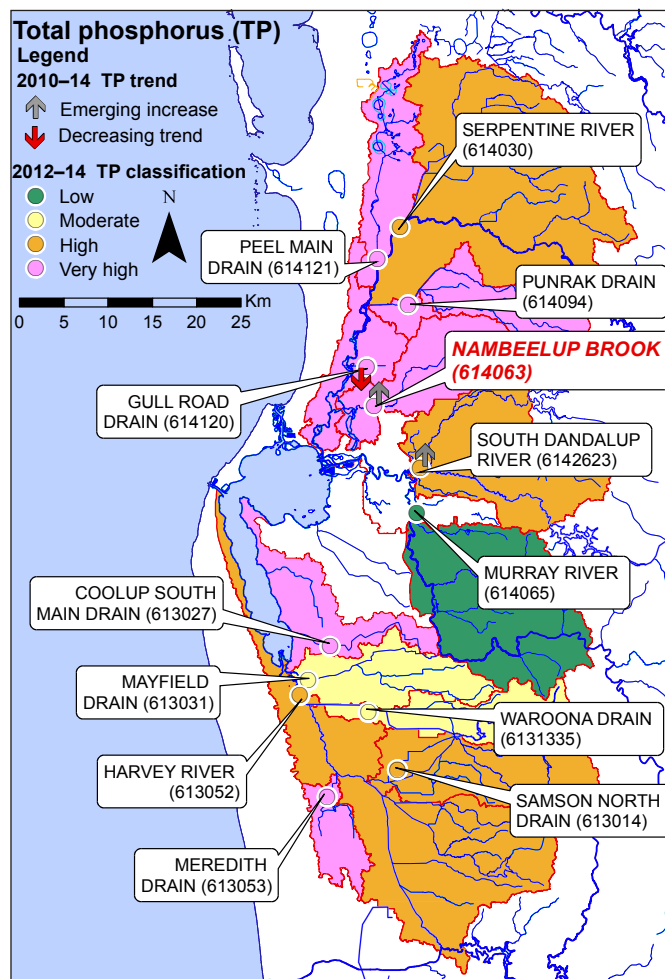 Total phosphorus (TP)
Legend
2010–14 TP trend
Emerging increase
Decreasing trend
2012–14 TP classification
Low
Moderate
High
Very high
N
Km
0 5 10 15 20 25
SERPENTINE RIVER
(614030)
PEEL MAIN
DRAIN (614121)
PUNRAK DRAIN
(614094)
NAMBEELUP BROOK
(614063)
GULL ROAD
DRAIN (614120)
SOUTH DANDALUP
RIVER (6142623)
MURRAY RIVER
(614065)
COOLUP SOUTH
MAIN DRAIN (613027)
MAYFIELD
DRAIN (613031)
WAROONA DRAIN
(6131335)
HARVEY RIVER
(613052)
SAMSON NORTH
DRAIN (613014)
MEREDITH
DRAIN (613053)